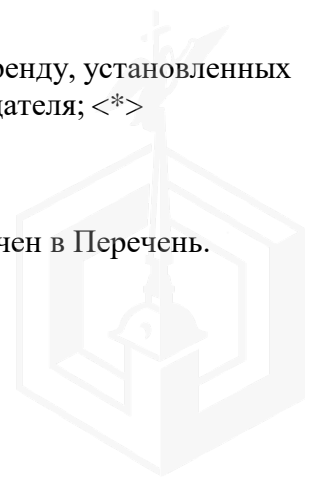 ренду, установленных
дателя; <*>
чен в Перечень.